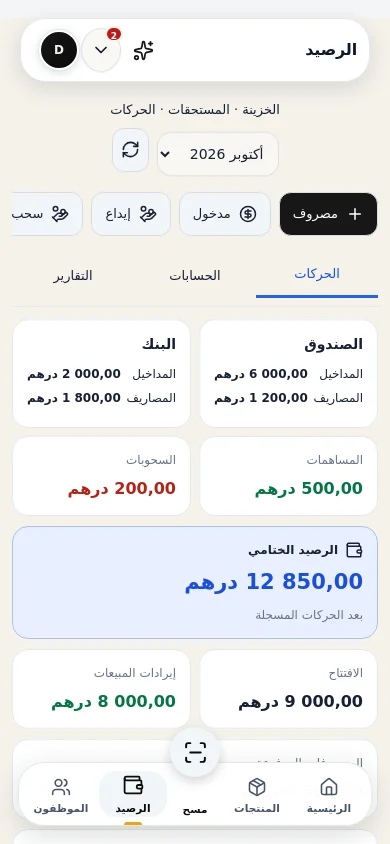 الرصيد
2
D
الخزينة · المستحقات · الحركات
أكتوبر 2026
مصروف
مدخول
إيداع
سحب
الحركات
الحسابات
التقارير
الصندوق
المداخيل 6 000,00 درهم
المصاريف 1 200,00 درهم
البنك
المداخيل 2 000,00 درهم
المصاريف 1 800,00 درهم
المساهمات
500,00 درهم
السحوبات
200,00 درهم
الرصيد الختامي
12 850,00 درهم
بعد الحركات المسجلة
الافتتاح
9 000,00 درهم
إيرادات المبيعات
8 000,00 درهم
الرئيسية
المنتجات
مسح
الرصيد
الموظفون